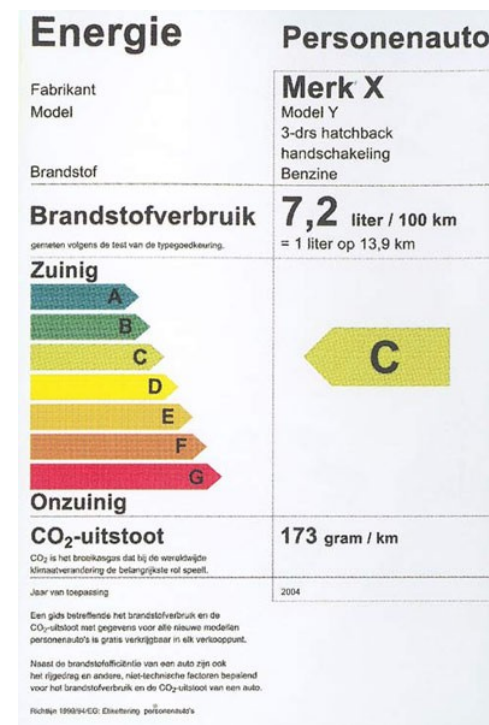 Energie
Personenauto
Fabrikant
Merk X
Model
Model Y
3-drs hatchback
handschakeling
Brandstof
Benzine
Brandstofverbruik
7,2 liter / 100 km
gemeten volgens de test van de typegoedkeuring.
= 1 liter op 13,9 km
Zuinig
A
B
C
C
D
E
F
G
Onzuinig
CO2-uitstoot
173 gram / km
CO2 is het broeikasgas dat bij de wereldwijde
klimaatverandering de belangrijkste rol speelt.
Jaar van toepassing
2004
Een gids betreffende het brandstofverbruik en de
CO2-uitstoot met gegevens voor alle nieuwe modellen
personenauto's is gratis verkrijgbaar in elk verkooppunt.
Naast de brandstofefficiëntie van een auto zijn ook
het rijgedrag en andere, niet-technische factoren bepalend
voor het brandstofverbruik en de CO2-uitstoot van een auto.
Richtlijn 1999/94/EG: Etikettering personenauto's